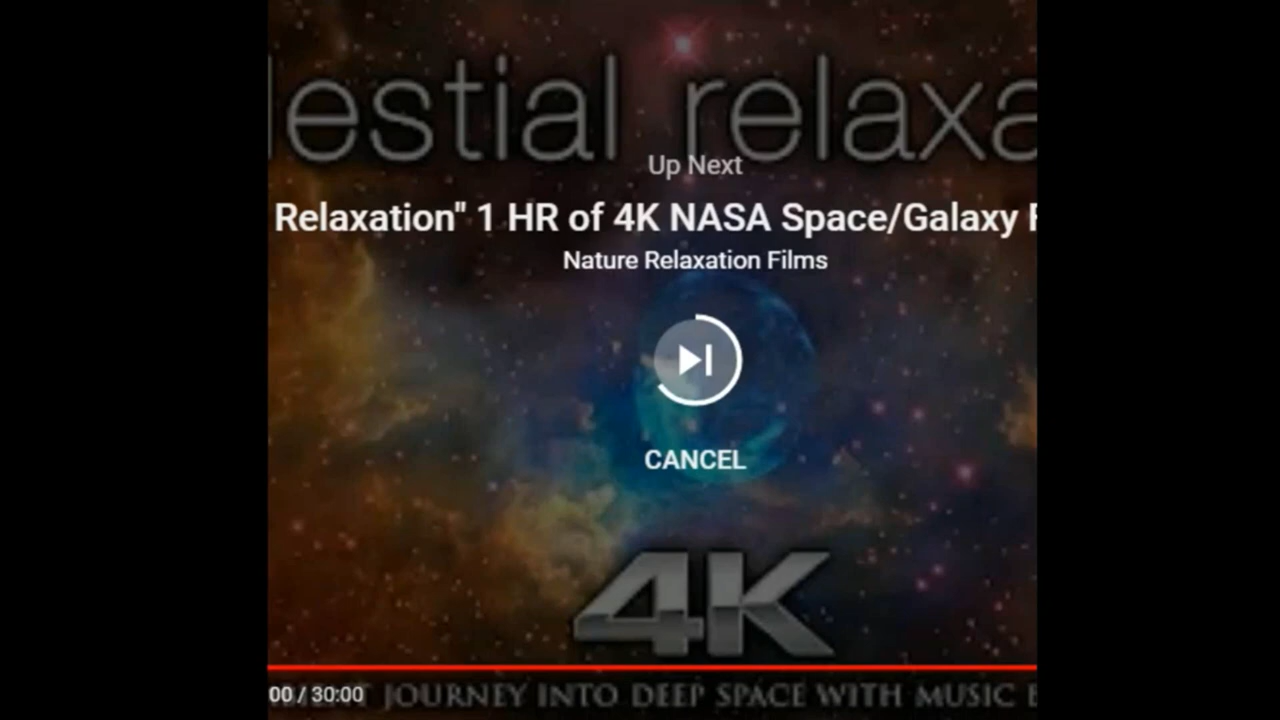 lestial relaxa
Up Next
Relaxation" 1 HR of 4K NASA Space/Galaxy
Nature Relaxation Films
CANCEL
4K
00 / 30:00
JOURNEY INTO DEEP SPACE WITH MUSIC